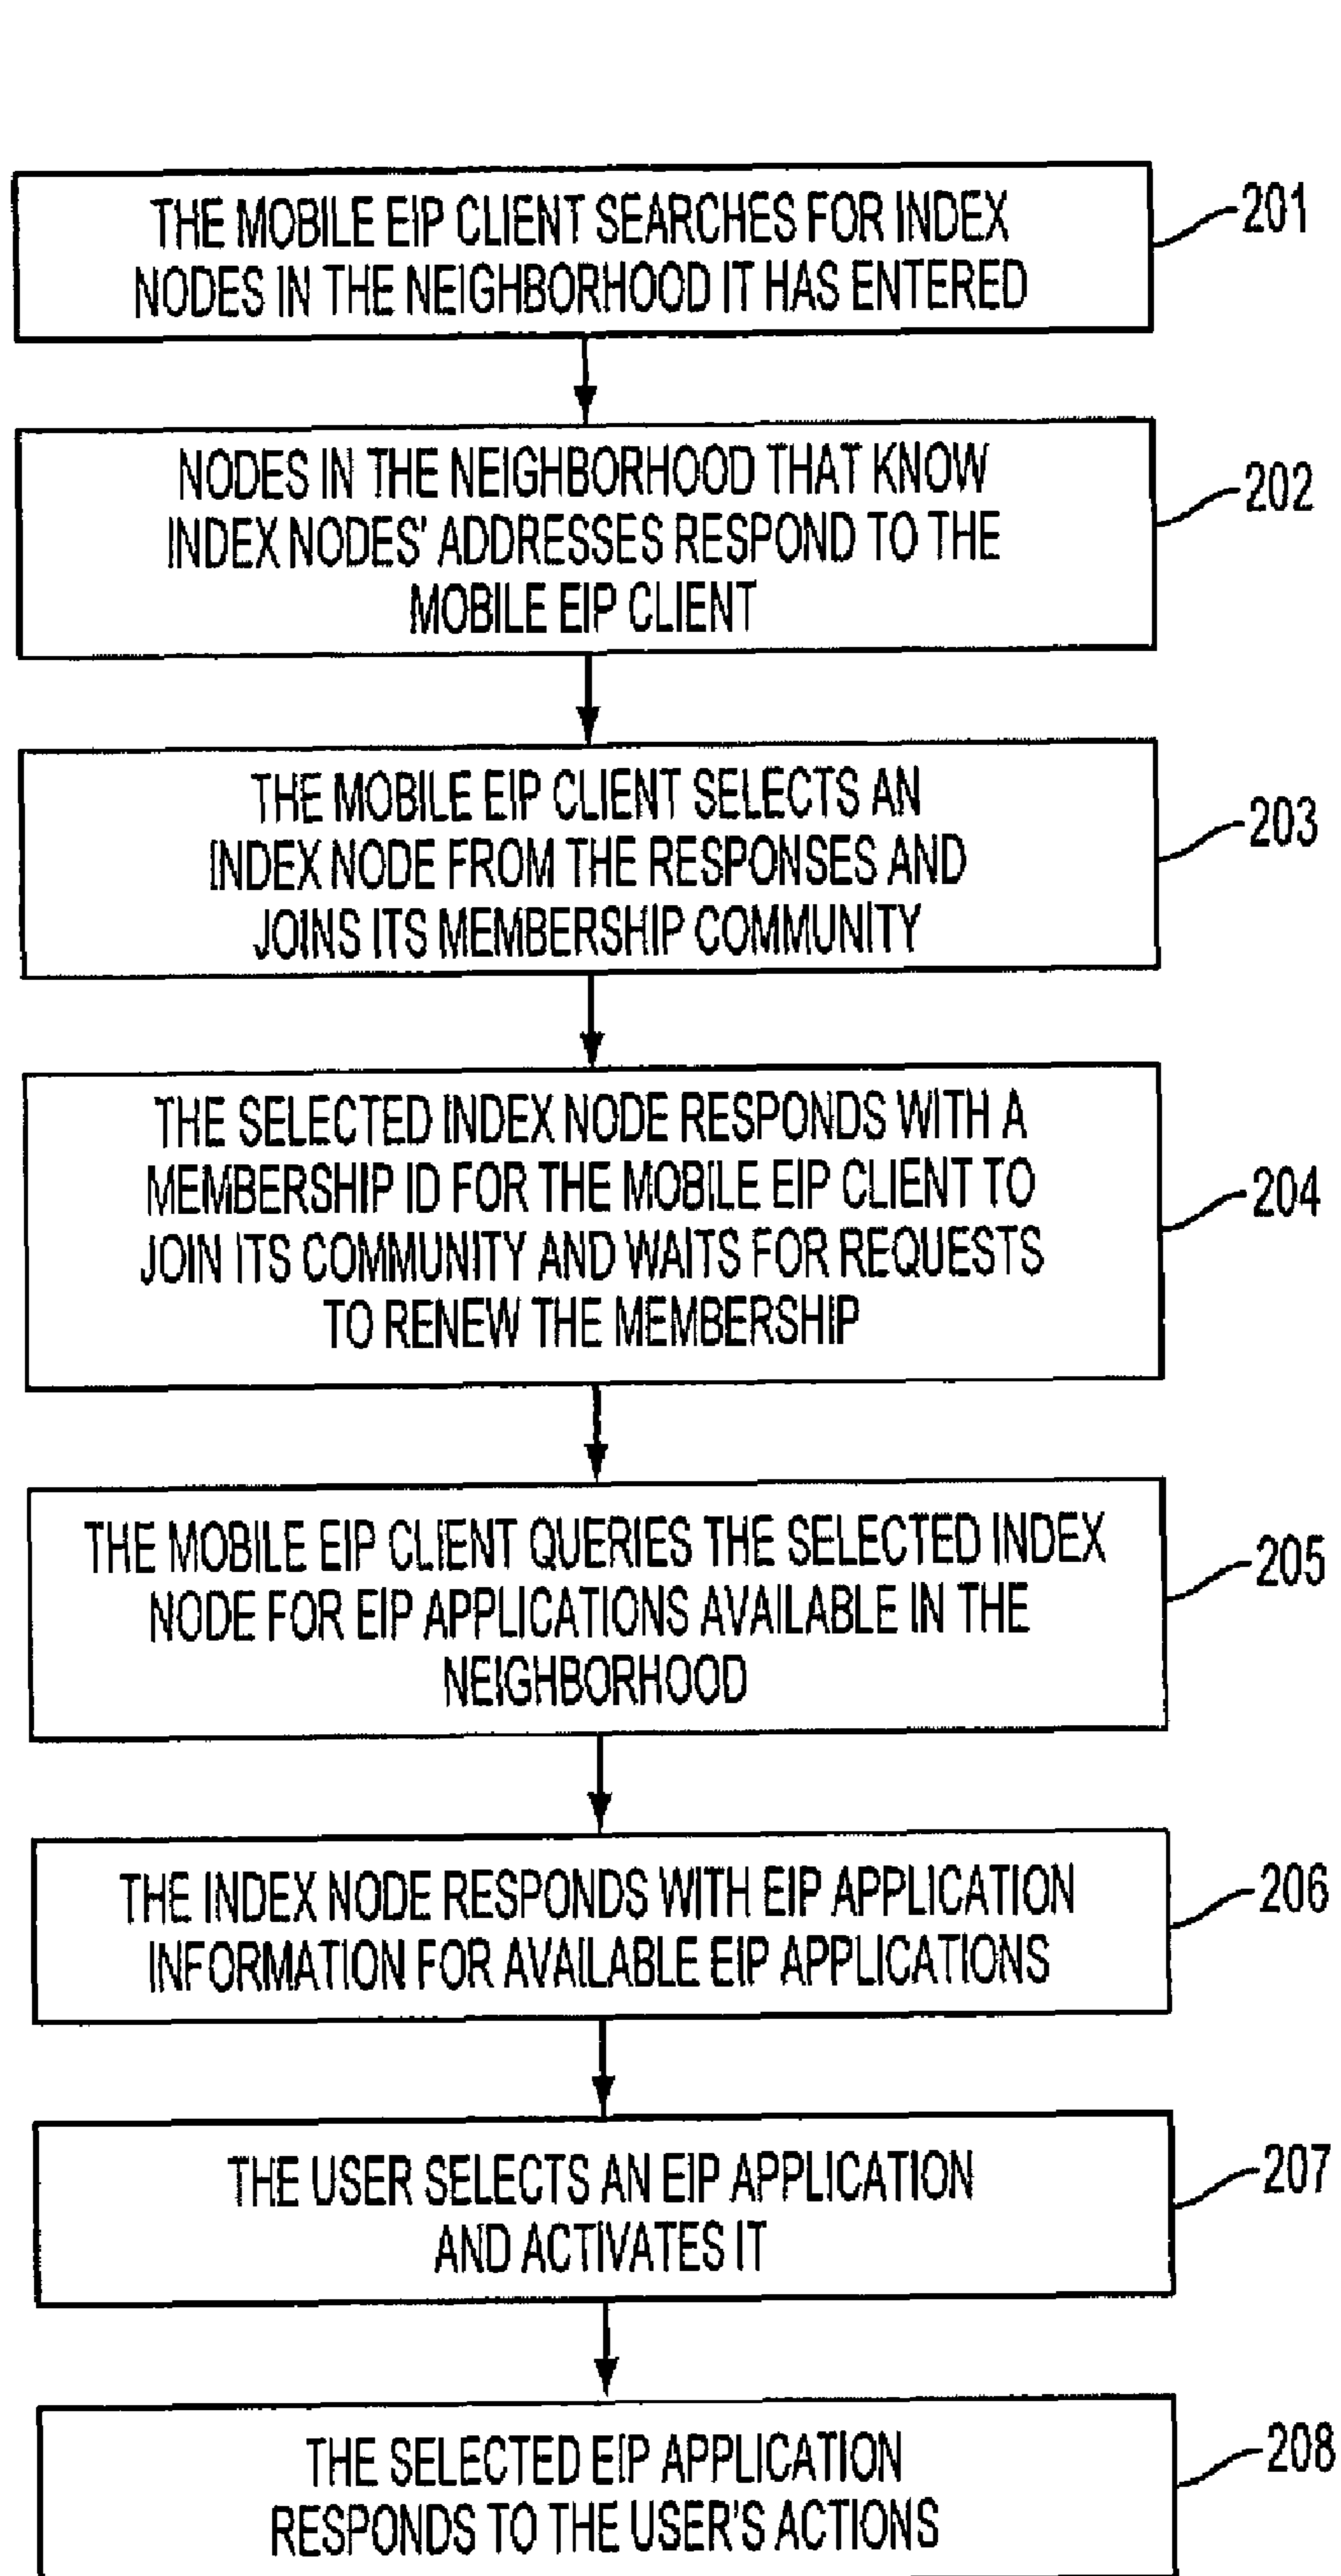 THE MOBILE EIP CLIENT SEARCHES FOR INDEX
NODES IN THE NEIGHBORHOOD IT HAS ENTERED
201
NODES IN THE NEIGHBORHOOD THAT KNOW
INDEX NODES' ADDRESSES RESPOND TO THE
MOBILE EIP CLIENT
202
THE MOBILE EIP CLIENT SELECTS AN
INDEX NODE FROM THE RESPONSES AND
JOINS ITS MEMBERSHIP COMMUNITY
203
THE SELECTED INDEX NODE RESPONDS WITH A
MEMBERSHIP ID FOR THE MOBILE EIP CLIENT TO
JOIN ITS COMMUNITY AND WAITS FOR REQUESTS
TO RENEW THE MEMBERSHIP
204
THE MOBILE EIP CLIENT QUERIES THE SELECTED INDEX
NODE FOR EIP APPLICATIONS AVAILABLE IN THE
NEIGHBORHOOD
205
THE INDEX NODE RESPONDS WITH EIP APPLICATION
INFORMATION FOR AVAILABLE EIP APPLICATIONS
206
THE USER SELECTS AN EIP APPLICATION
AND ACTIVATES IT
207
THE SELECTED EIP APPLICATION
RESPONDS TO THE USER'S ACTIONS
208